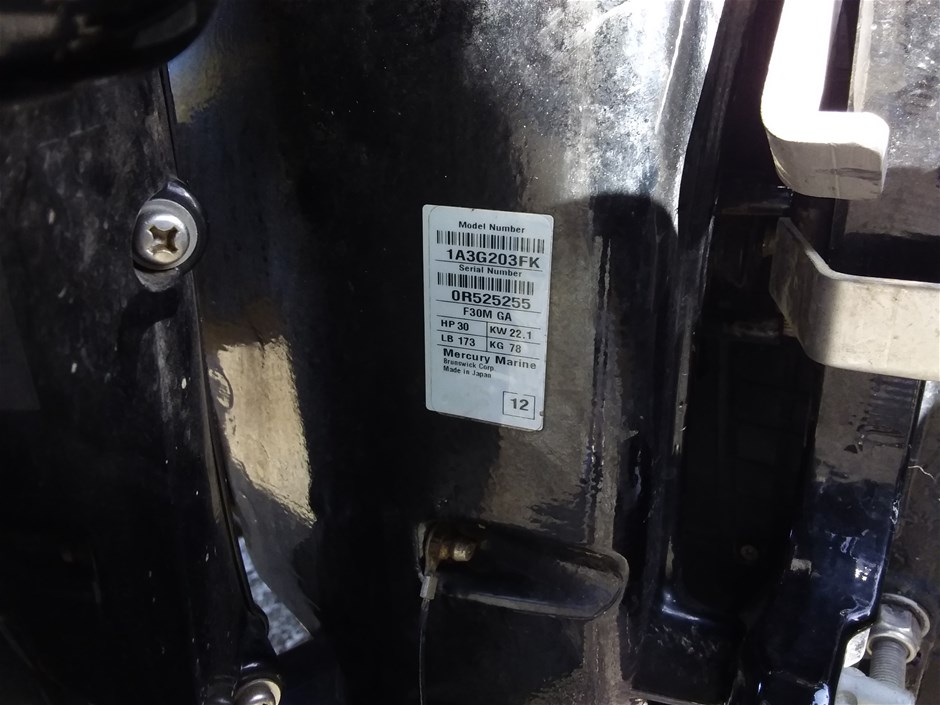 Model Number
1A3G203FK
Serial Number
0R525255
F30M GA
HP 30 KW 22.1
LB 173 KG 78
Mercury Marine
Brunswick Corp.
Made in Japan
12